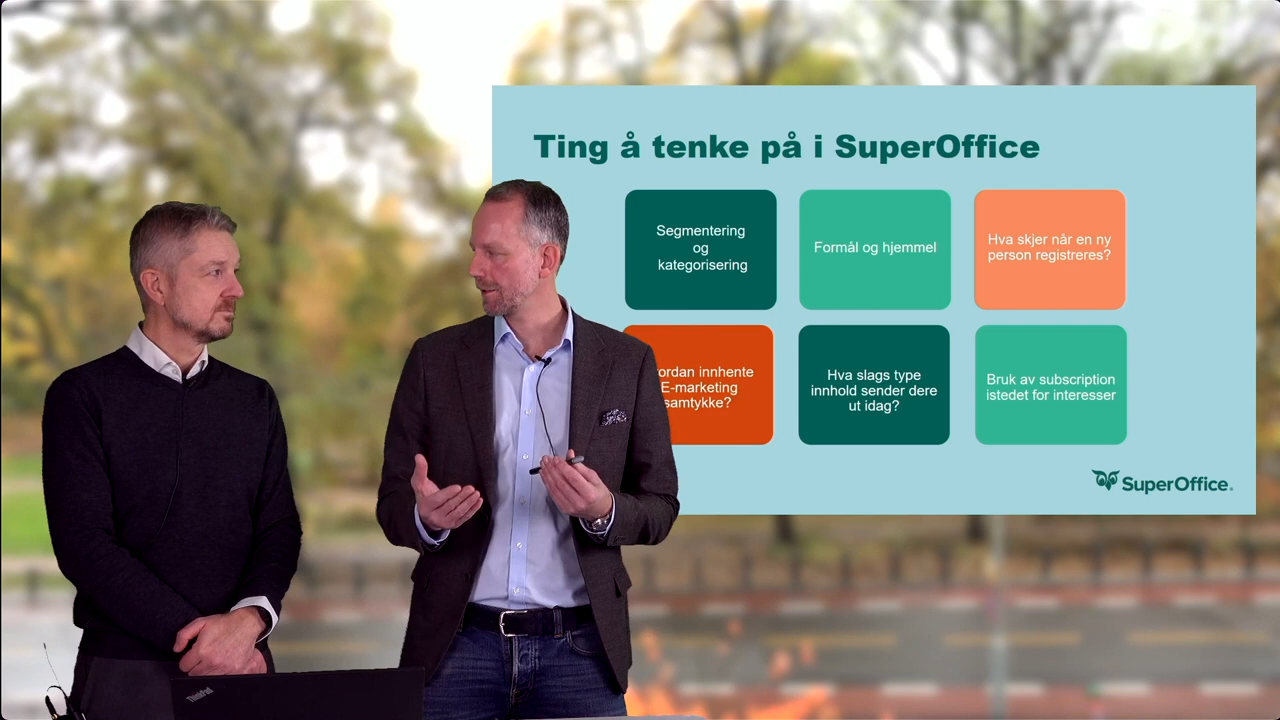 Ting å tenke på i SuperOffice
Segmentering
og
kategorisering
Formål og hjemmel
Hva skjer når en ny
person registreres?
innhente
E-marketing
samtykke?
Hva slags type
innhold sender dere
ut idag?
Bruk av subscription
istedet for interesser
SuperOffice
ThinkPad